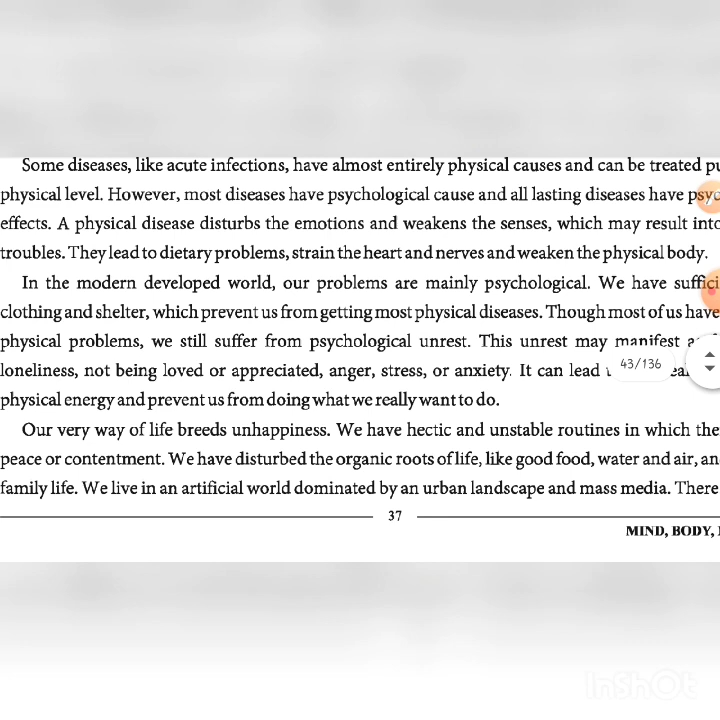 Some diseases, like acute infections, have almost entirely physical causes and can be treated
physical level. However, most diseases have psychological cause and all lasting diseases have
effects. A physical disease disturbs the emotions and weakens the senses, which may result into
troubles. They lead to dietary problems, strain the heart and nerves and weaken the physical body.
In the modern developed world, our problems are mainly psychological. We have
clothing and shelter, which prevent us from getting most physical diseases. Though most of us have
physical problems, we still suffer from psychological unrest. This unrest may manifest
loneliness, not being loved or appreciated, anger, stress, or anxiety. It can lead
43/136
physical energy and prevent us from doing what we really want to do.
Our very way of life breeds unhappiness. We have hectic and unstable routines in which
peace or contentment. We have disturbed the organic roots of life, like good food, water and air,
family life. We live in an artificial world dominated by an urban landscape and mass media. There
37
MIND, BODY,
InShOt